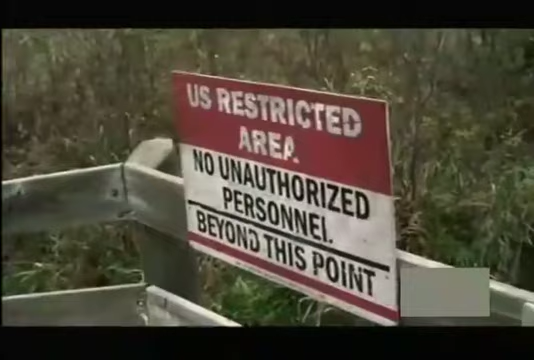 US RESTRICTED
AREA
NO UNAUTHORIZED
PERSONNEL
BEYOND THIS POINT